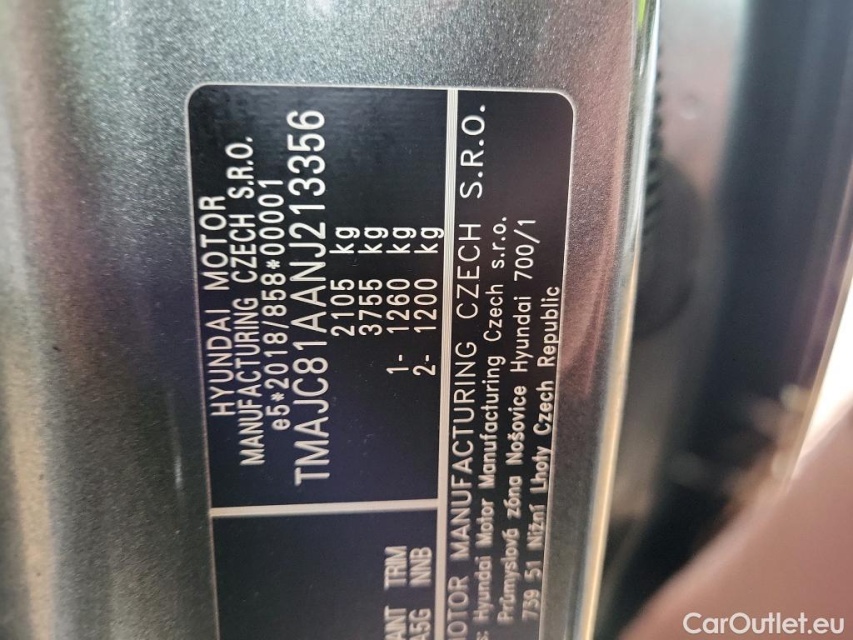 HYUNDAI MOTOR
MANUFACTURING CZECH S.R.O.
e5*2018/858*00001
TMAJC81AANJ213356
2105 kg
3755 kg
1- 1260 kg
2- 1200 kg
ANT TRIM
A5G NNB
MOTOR MANUFACTURING CZECH S.R.O.
s: Hyundai Motor Manufacturing Czech s.r.o.
Průmyslová zóna Nošovice Hyundai 700/1
739 51 Nižní Lhoty Czech Republic
CarOutlet.eu